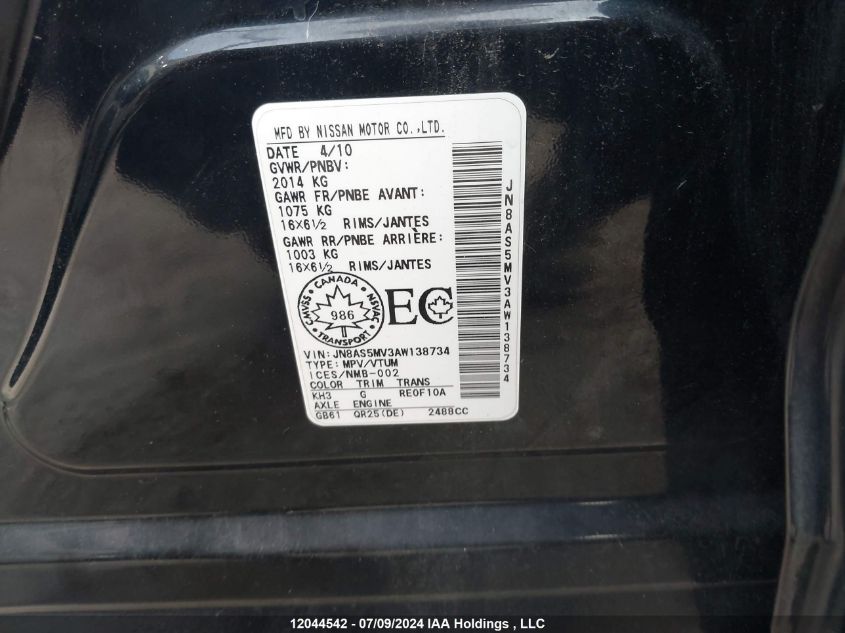 MFD BY NISSAN MOTOR CO.,LTD.
DATE 4/10
GVWR/PNBV:
2014 KG
GAWR FR/PNBE AVANT:
1075 KG
16X6½ RIMS/JANTES
GAWR RR/PNBE ARRIÈRE:
1003 KG
16X6½ RIMS/JANTES
CANADA
CMVSS • NSVAC
986
TRANSPORT
EC
VIN:JN8AS5MV3AW138734
TYPE:MPV/VTUM
ICES/NMB-002
COLOR TRIM TRANS
KH3 G RE0F10A
AXLE ENGINE
GB61 QR25(DE) 2488CC
JN8AS5MV3AW138734
12044542 - 07/09/2024 IAA Holdings , LLC